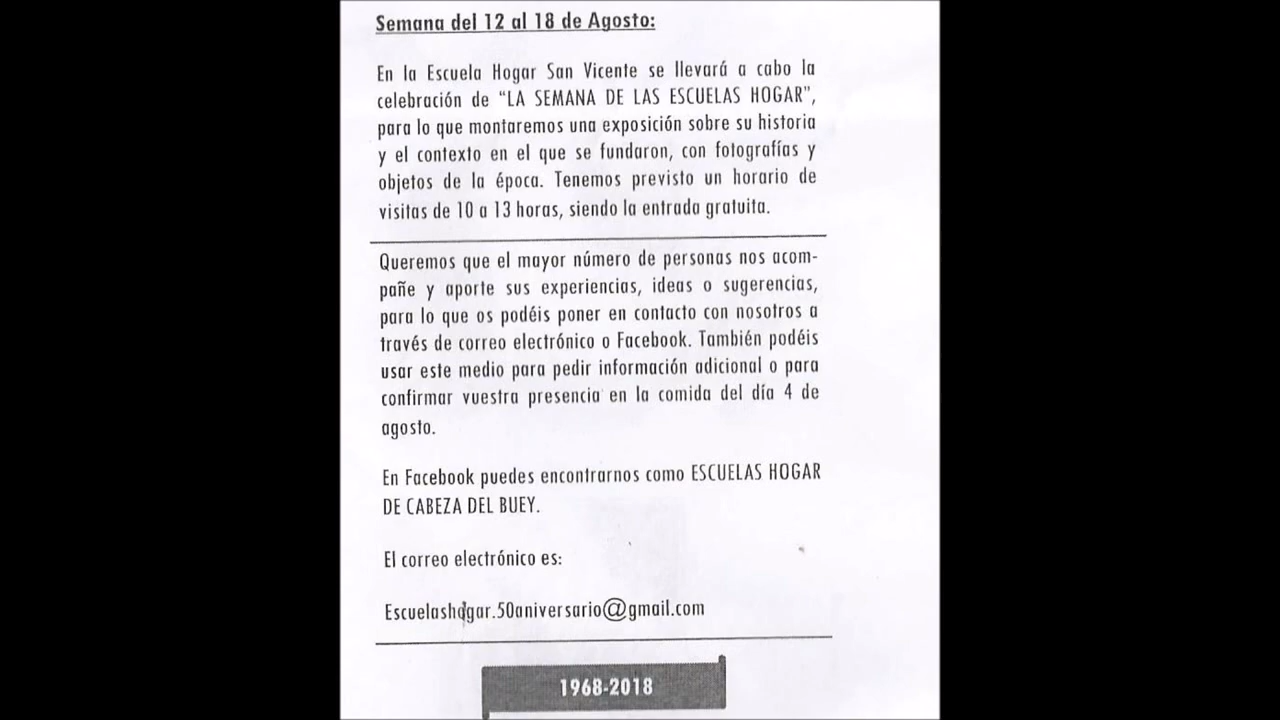 Semana del 12 al 18 de Agosto:
En la Escuela Hogar San Vicente se llevará a cabo la
celebración de “LA SEMANA DE LAS ESCUELAS HOGAR”,
para lo que montaremos una exposición sobre su historia
y el contexto en el que se fundaron, con fotografías y
objetos de la época. Tenemos previsto un horario de
visitas de 10 a 13 horas, siendo la entrada gratuita.
Queremos que el mayor número de personas nos acom-
pañe y aporte sus experiencias, ideas o sugerencias,
para lo que os podéis poner en contacto con nosotros a
través de correo electrónico o Facebook. También podéis
usar este medio para pedir información adicional o para
confirmar vuestra presencia en la comida del día 4 de
agosto.
En Facebook puedes encontrarnos como ESCUELAS HOGAR
DE CABEZA DEL BUEY.
El correo electrónico es:
Escuelashogar.50aniversario@gmail.com
1968-2018